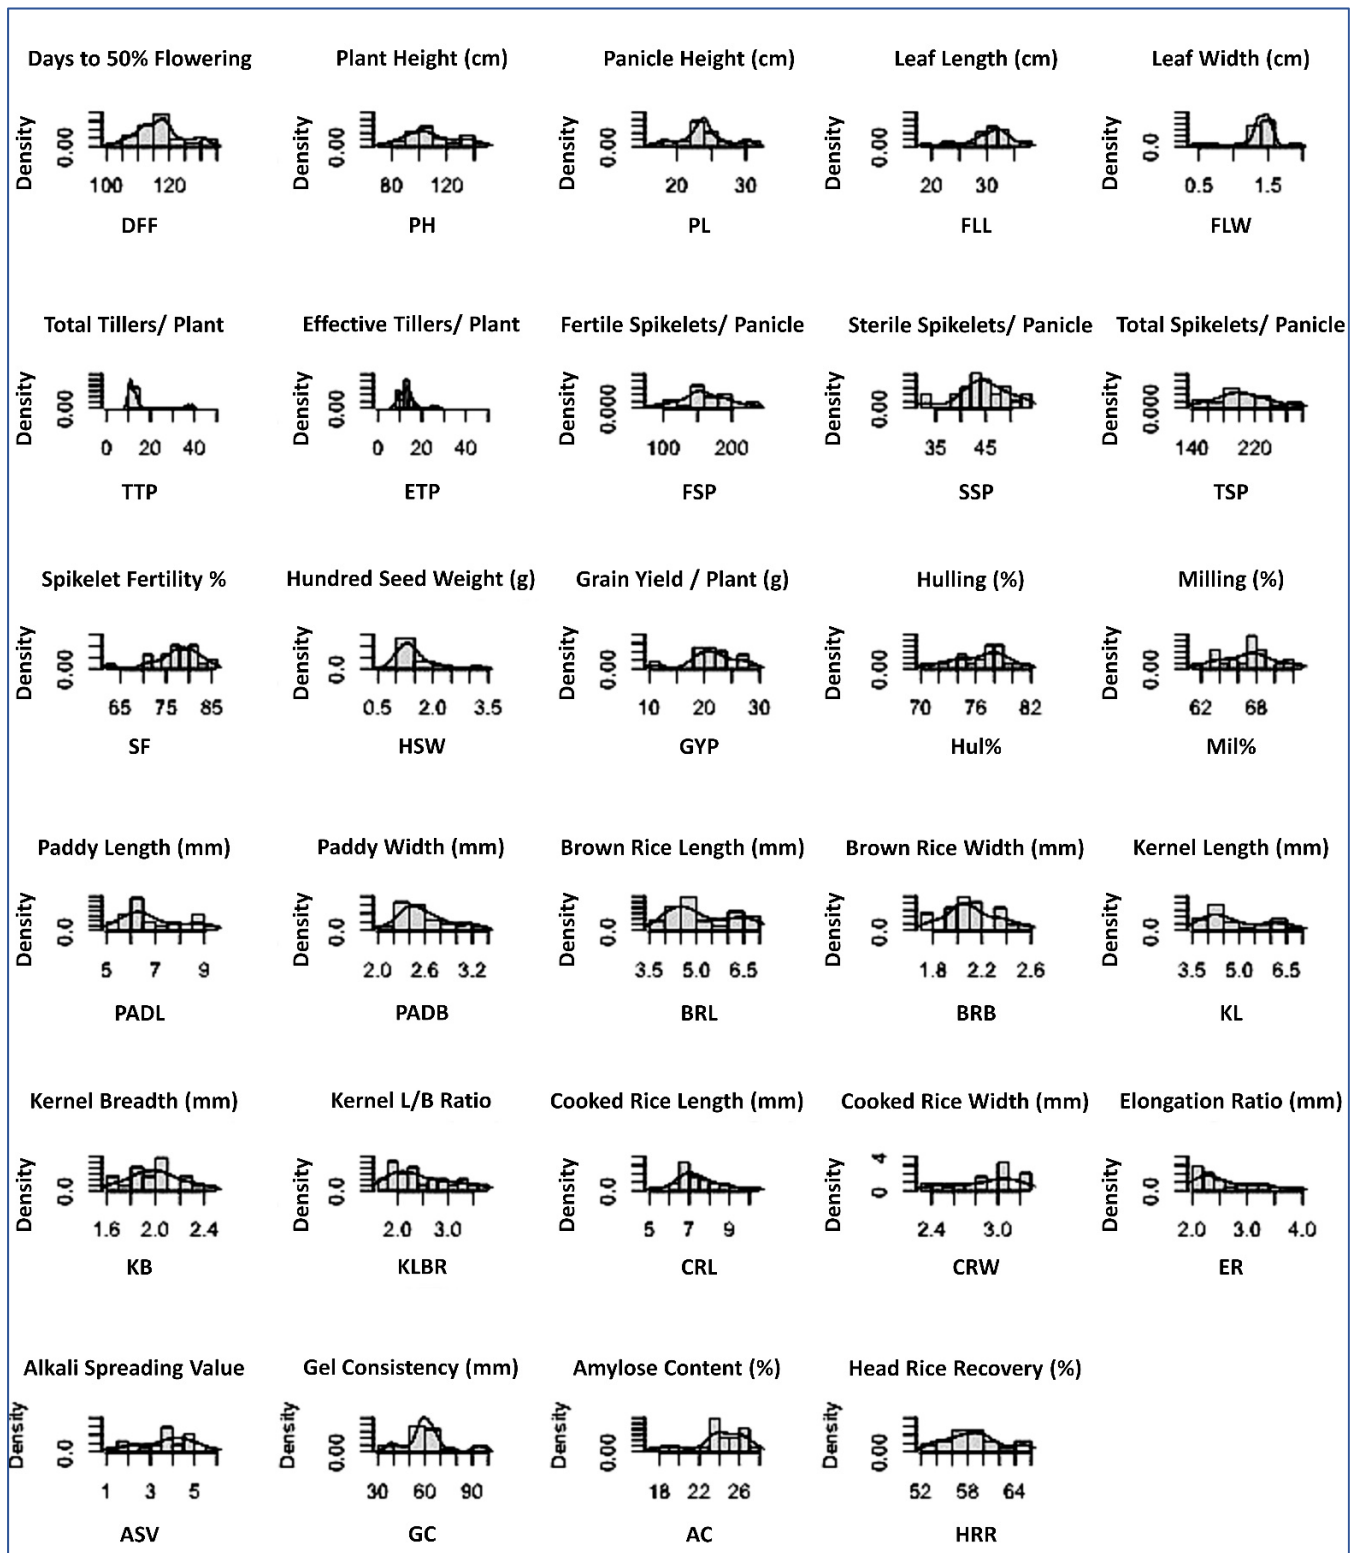 Days to 50% Flowering Plant Height (cm) Panicle Height (cm) Leaf Length (cm) Leaf Width (cm)
Density 0.00 Density 0.00 Density 0.00 Density 0.00 Density 0.0
100 120 80 120 20 30 20 30 0.5 1.5
DFF PH PL FLL FLW
Total Tillers/ Plant Effective Tillers/ Plant Fertile Spikelets/ Panicle Sterile Spikelets/ Panicle Total Spikelets/ Panicle
Density 0.00 Density 0.00 Density 0.000 Density 0.00 Density 0.000
0 20 40 0 20 40 100 200 35 45 140 220
TTP ETP FSP SSP TSP
Spikelet Fertility % Hundred Seed Weight (g) Grain Yield / Plant (g) Hulling (%) Milling (%)
Density 0.00 Density 0.0 Density 0.00 Density 0.00 Density 0.00
65 75 85 0.5 2.0 3.5 10 20 30 70 76 82 62 68
SF HSW GYP Hul% Mil%
Paddy Length (mm) Paddy Width (mm) Brown Rice Length (mm) Brown Rice Width (mm) Kernel Length (mm)
Density 0.0 Density 0.0 Density 0.0 Density 0.0 Density 0.0
5 7 9 2.0 2.6 3.2 3.5 5.0 6.5 1.8 2.2 2.6 3.5 5.0 6.5
PADL PADB BRL BRB KL
Kernel Breadth (mm) Kernel L/B Ratio Cooked Rice Length (mm) Cooked Rice Width (mm) Elongation Ratio (mm)
Density 0.0 Density 0.0 Density 0.0 Density 0 4 Density 0.0
1.6 2.0 2.4 2.0 3.0 5 7 9 2.4 3.0 2.0 3.0 4.0
KB KLBR CRL CRW ER
Alkali Spreading Value Gel Consistency (mm) Amylose Content (%) Head Rice Recovery (%)
Density 0.0 Density 0.00 Density 0.00 Density 0.00
1 3 5 30 60 90 18 22 26 52 58 64
ASV GC AC HRR